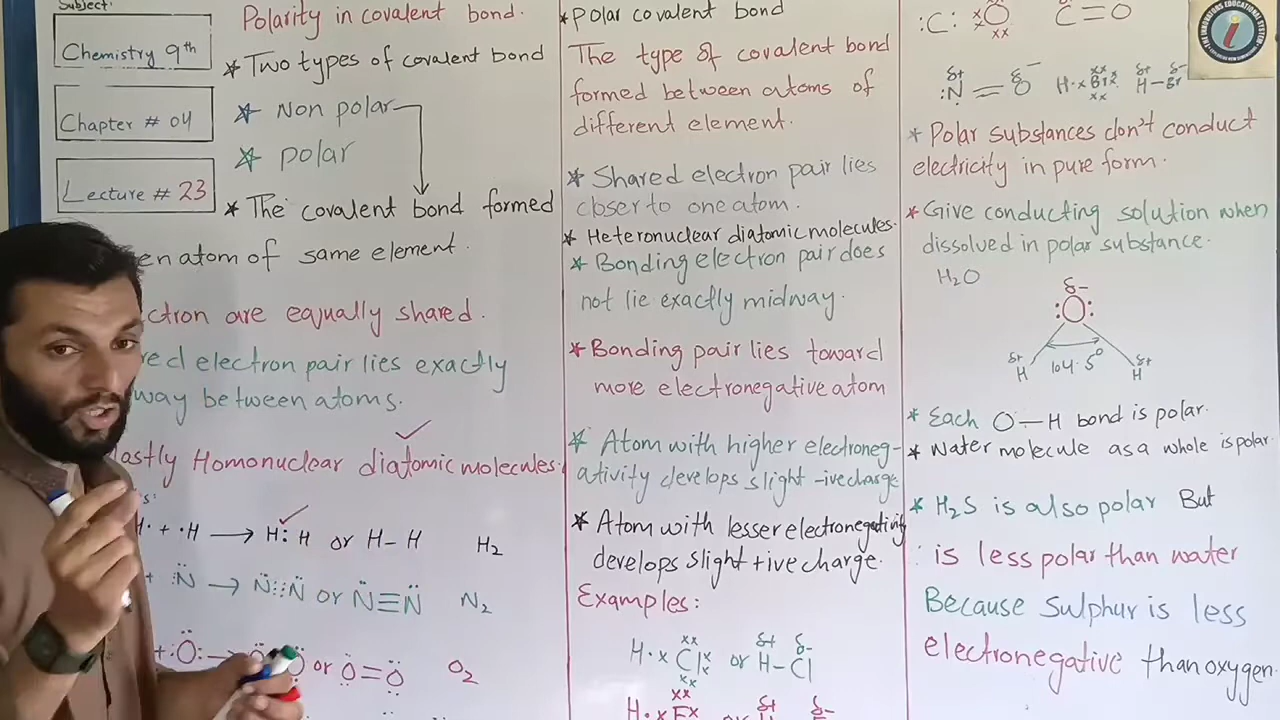 Subject:
Chemistry 9th
Chapter # 04
Lecture # 23
Polarity in covalent bond.
* Two types of covalent bond
* Non polar
* polar
* The covalent bond formed
en atom of same element.
ctron are equally shared.
red electron pair lies exactly
way between atoms.
astly Homonuclear diatomic molecules.
H· + ·H → H : H or H–H H2
+ :N̈ → N̈⋮⋮N̈ or N̈≡N̈ N2
+ :Ö: → or Ö=Ö O2
* Polar covalent bond
The type of covalent bond
formed between atoms of
different element.
* Shared electron pair lies
closer to one atom.
* Heteronuclear diatomic molecules.
* Bonding electron pair does
not lie exactly midway.
* Bonding pair lies toward
more electronegative atom
* Atom with higher electroneg-
ativity develops slight -ive charge
* Atom with lesser electronegativity
develops slight +ive charge.
Examples:
H · x Cl or H – Cl
xx xx xx δ+ δ-
H · x F or δ+ δ-
:C: xO C=O
δ+ δ-
:N = H · x Br H–Br
* Polar substances don't conduct
electricity in pure form.
* Give conducting solution when
dissolved in polar substance.
H2O
δ-
:O:
δ+ H 104.5° δ+ H
* Each O–H bond is polar.
* Water molecule as a whole is polar
* H2S is also polar But
is less polar than water
Because Sulphur is less
electronegative than oxygen.